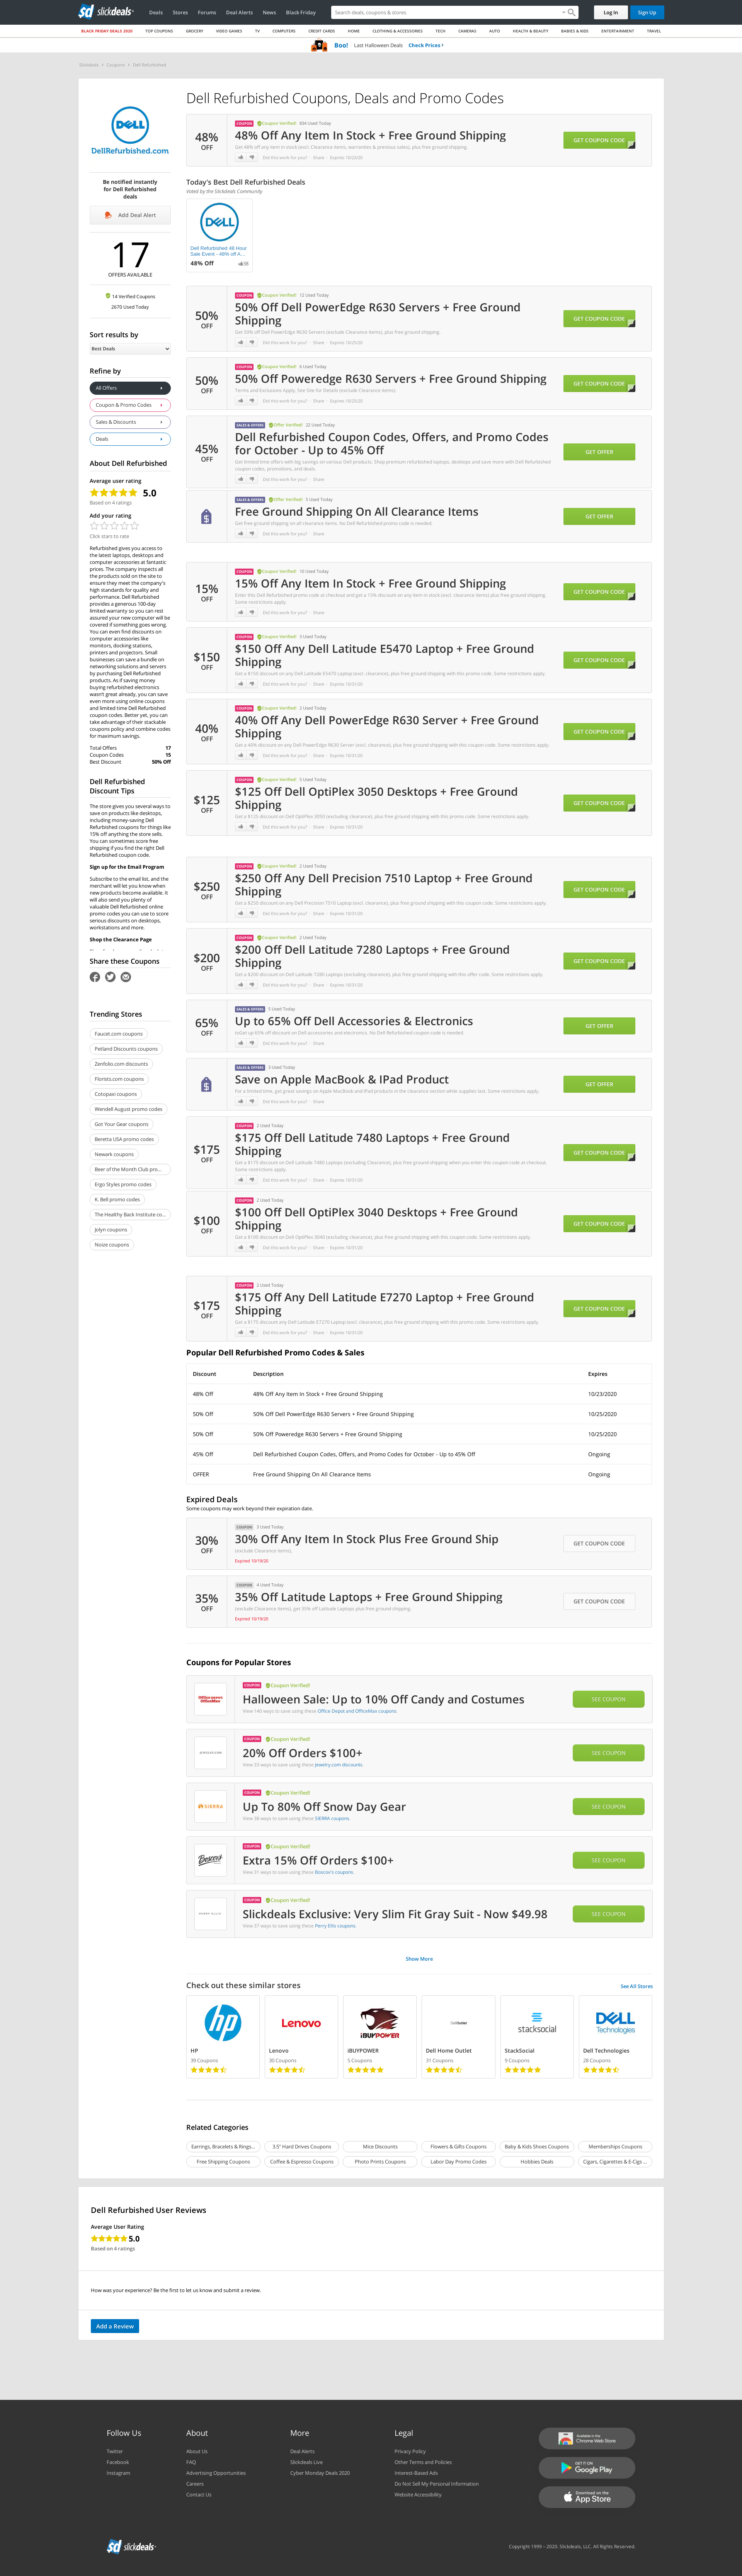 slickdeals
Deals Stores Forums Deal Alerts News Black Friday
Search deals, coupons & stores
Log In Sign Up
BLACK FRIDAY DEALS 2020 TOP COUPONS GROCERY VIDEO GAMES TV COMPUTERS CREDIT CARDS HOME CLOTHING & ACCESSORIES TECH CAMERAS AUTO HEALTH & BEAUTY BABIES & KIDS ENTERTAINMENT TRAVEL
Boo! Last Halloween Deals Check Prices
Slickdeals Coupons Dell Refurbished
DELL
DellRefurbished.com
Be notified instantly
for Dell Refurbished
deals
Add Deal Alert
17
OFFERS AVAILABLE
14 Verified Coupons
2670 Used Today
Sort results by
Best Deals
Refine by
All Offers
Coupon & Promo Codes
Sales & Discounts
Deals
About Dell Refurbished
Average user rating
5.0
Based on 4 ratings
Add your rating
Click stars to rate
Refurbished gives you access to
the latest laptops, desktops and
computer accesories at fantastic
prices. The company inspects all
the products sold on the site to
ensure they meet the company's
high standards for quality and
performance. Dell Refurbished
provides a generous 100-day
limited warranty so you can rest
assured your new computer will be
covered if something goes wrong.
You can even find discounts on
computer accessories like
monitors, docking stations,
printers and projectors. Small
businesses can save a bundle on
networking solutions and servers
by purchasing Dell Refurbished
products. As if saving money
buying refurbished electronics
wasn't great already, you can save
even more using online coupons
and limited time Dell Refurbished
coupon codes. Better yet, you can
take advantage of their stackable
coupons policy and combine codes
for maximum savings.
Total Offers 17
Coupon Codes 15
Best Discount 50% Off
Dell Refurbished
Discount Tips
The store gives you several ways to
save on products like desktops,
including money-saving Dell
Refurbished coupons for things like
15% off anything the store sells.
You can sometimes score free
shipping if you find the right Dell
Refurbished coupon code.
Sign up for the Email Program
Subscribe to the email list, and the
merchant will let you know when
new products become available. It
will also send you plenty of
valuable Dell Refurbished online
promo codes you can use to score
serious discounts on desktops,
workstations and more.
Shop the Clearance Page
Share these Coupons
Trending Stores
Faucet.com coupons
Petland Discounts coupons
Zenfolio.com discounts
Florists.com coupons
Cotopaxi coupons
Wendell August promo codes
Got Your Gear coupons
Beretta USA promo codes
Newark coupons
Beer of the Month Club pro...
Ergo Styles promo codes
K. Bell promo codes
The Healthy Back Institute co...
Jolyn coupons
Noize coupons
Dell Refurbished Coupons, Deals and Promo Codes
48% OFF
COUPON Coupon Verified! 934 Used Today
48% Off Any Item In Stock + Free Ground Shipping
Get 48% off any item in stock (excl. Clearance items, warranties & previous sales), plus free ground shipping.
Did this work for you? Share Expires 10/23/20
GET COUPON CODE
Today's Best Dell Refurbished Deals
Voted by the Slickdeals Community
DELL
Dell Refurbished 48 Hour
Sale Event - 48% off A...
48% Off 38
50% OFF
COUPON Coupon Verified! 12 Used Today
50% Off Dell PowerEdge R630 Servers + Free Ground
Shipping
Get 50% off Dell PowerEdge R630 Servers (exclude Clearance items), plus free ground shipping.
Did this work for you? Share Expires 10/25/20
GET COUPON CODE
50% OFF
COUPON Coupon Verified! 4 Used Today
50% Off Poweredge R630 Servers + Free Ground Shipping
Terms and Exclusions Apply, See Site for Details (exclude Clearance items).
Did this work for you? Share Expires 10/25/20
GET COUPON CODE
45% OFF
SALES & OFFERS Offer Verified! 22 Used Today
Dell Refurbished Coupon Codes, Offers, and Promo Codes
for October - Up to 45% Off
Get limited time offers with big savings on various Dell products. Shop premium refurbished laptops, desktops and save more with Dell Refurbished
coupon codes, promotions, and deals.
Did this work for you? Share
GET OFFER
SALES & OFFERS Offer Verified! 5 Used Today
Free Ground Shipping On All Clearance Items
Get free ground shipping on all clearance items. No Dell Refurbished promo code is needed.
Did this work for you? Share
GET OFFER
15% OFF
COUPON Coupon Verified! 10 Used Today
15% Off Any Item In Stock + Free Ground Shipping
Enter this Dell Refurbished promo code at checkout and get a 15% discount on any item in stock (excl. clearance items) plus free ground shipping.
Some restrictions apply.
Did this work for you? Share
GET COUPON CODE
$150 OFF
COUPON Coupon Verified! 3 Used Today
$150 Off Any Dell Latitude E5470 Laptop + Free Ground
Shipping
Get a $150 discount on any Dell Latitude E5470 Laptop (excl. clearance), plus free ground shipping with this promo code. Some restrictions apply.
Did this work for you? Share Expires 10/31/20
GET COUPON CODE
40% OFF
COUPON Coupon Verified! 2 Used Today
40% Off Any Dell PowerEdge R630 Server + Free Ground
Shipping
Get a 40% discount on any Dell PowerEdge R630 Server (excl. clearance), plus free ground shipping with this coupon code. Some restrictions apply.
Did this work for you? Share Expires 10/31/20
GET COUPON CODE
$125 OFF
COUPON Coupon Verified! 5 Used Today
$125 Off Dell OptiPlex 3050 Desktops + Free Ground
Shipping
Get a $125 discount on Dell OptiPlex 3050 (excluding clearance), plus free ground shipping with this promo code. Some restrictions apply.
Did this work for you? Share Expires 10/31/20
GET COUPON CODE
$250 OFF
COUPON Coupon Verified! 2 Used Today
$250 Off Any Dell Precision 7510 Laptop + Free Ground
Shipping
Get a $250 discount on any Dell Precision 7510 Laptop (excl. clearance), plus free ground shipping with this coupon code. Some restrictions apply.
Did this work for you? Share Expires 10/31/20
GET COUPON CODE
$200 OFF
COUPON Coupon Verified! 2 Used Today
$200 Off Dell Latitude 7280 Laptops + Free Ground
Shipping
Get a $200 discount on Dell Latitude 7280 Laptops (excluding clearance), plus free ground shipping with this offer code. Some restrictions apply.
Did this work for you? Share Expires 10/31/20
GET COUPON CODE
65% OFF
SALES & OFFERS 5 Used Today
Up to 65% Off Dell Accessories & Electronics
toGet up 65% off discount on Dell accessories and electronics. No Dell Refurbished coupon code is needed.
Did this work for you? Share
GET OFFER
SALES & OFFERS 3 Used Today
Save on Apple MacBook & IPad Product
For a limited time, get great savings on Apple MacBook and iPad products in the clearance section while supplies last. Some restrictions apply.
Did this work for you? Share
GET OFFER
$175 OFF
COUPON 2 Used Today
$175 Off Dell Latitude 7480 Laptops + Free Ground
Shipping
Get a $175 discount on Dell Latitude 7480 Laptops (excluding Clearance), plus free ground shipping when you enter this coupon code at checkout.
Some restrictions apply.
Did this work for you? Share Expires 10/31/20
GET COUPON CODE
$100 OFF
COUPON 2 Used Today
$100 Off Dell OptiPlex 3040 Desktops + Free Ground
Shipping
Get a $100 discount on Dell OptiPlex 3040 (excluding clearance), plus free ground shipping with this coupon code. Some restrictions apply.
Did this work for you? Share Expires 10/31/20
GET COUPON CODE
$175 OFF
COUPON 2 Used Today
$175 Off Any Dell Latitude E7270 Laptop + Free Ground
Shipping
Get a $175 discount any Dell Latitude E7270 Laptop (excl. clearance), plus free ground shipping with this promo code. Some restrictions apply.
Did this work for you? Share Expires 10/31/20
GET COUPON CODE
Popular Dell Refurbished Promo Codes & Sales
Discount Description Expires
48% Off 48% Off Any Item In Stock + Free Ground Shipping 10/23/2020
50% Off 50% Off Dell PowerEdge R630 Servers + Free Ground Shipping 10/25/2020
50% Off 50% Off Poweredge R630 Servers + Free Ground Shipping 10/25/2020
45% Off Dell Refurbished Coupon Codes, Offers, and Promo Codes for October - Up to 45% Off Ongoing
OFFER Free Ground Shipping On All Clearance Items Ongoing
Expired Deals
Some coupons may work beyond their expiration date.
30% OFF
COUPON 3 Used Today
30% Off Any Item In Stock Plus Free Ground Ship
(exclude Clearance items).
Expired 10/19/20
GET COUPON CODE
35% OFF
COUPON 4 Used Today
35% Off Latitude Laptops + Free Ground Shipping
(exclude Clearance items), get 35% off Latitude Laptops plus free ground shipping.
Expired 10/19/20
GET COUPON CODE
Coupons for Popular Stores
Office DEPOT OfficeMax
COUPON Coupon Verified!
Halloween Sale: Up to 10% Off Candy and Costumes
View 140 ways to save using these Office Depot and OfficeMax coupons.
SEE COUPON
COUPON Coupon Verified!
20% Off Orders $100+
View 33 ways to save using these Jewelry.com discounts.
SEE COUPON
SIERRA
COUPON Coupon Verified!
Up To 80% Off Snow Day Gear
View 38 ways to save using these SIERRA coupons.
SEE COUPON
Boscov's
COUPON Coupon Verified!
Extra 15% Off Orders $100+
View 31 ways to save using these Boscov's coupons.
SEE COUPON
COUPON Coupon Verified!
Slickdeals Exclusive: Very Slim Fit Gray Suit - Now $49.98
View 37 ways to save using these Perry Ellis coupons.
SEE COUPON
Show More
Check out these similar stores See All Stores
hp Lenovo iBUYPOWER stacksocial DELL Technologies
HP Lenovo iBUYPOWER Dell Home Outlet StackSocial Dell Technologies
39 Coupons 30 Coupons 5 Coupons 31 Coupons 9 Coupons 28 Coupons
Related Categories
Earrings, Bracelets & Rings... 3.5" Hard Drives Coupons Mice Discounts Flowers & Gifts Coupons Baby & Kids Shoes Coupons Memberships Coupons
Free Shipping Coupons Coffee & Espresso Coupons Photo Prints Coupons Labor Day Promo Codes Hobbies Deals Cigars, Cigarettes & E-Cigs ...
Dell Refurbished User Reviews
Average User Rating
5.0
Based on 4 ratings
How was your experience? Be the first to let us know and submit a review.
Add a Review
Follow Us About More Legal
Twitter About Us Deal Alerts Privacy Policy
Facebook FAQ Slickdeals Live Other Terms and Policies
Instagram Advertising Opportunities Cyber Monday Deals 2020 Interest-Based Ads
Careers Do Not Sell My Personal Information
Contact Us Website Accessibility
Available in the Chrome Web Store
GET IT ON Google Play
Download on the App Store
slickdeals
Copyright 1999 - 2020. Slickdeals, LLC. All Rights Reserved.